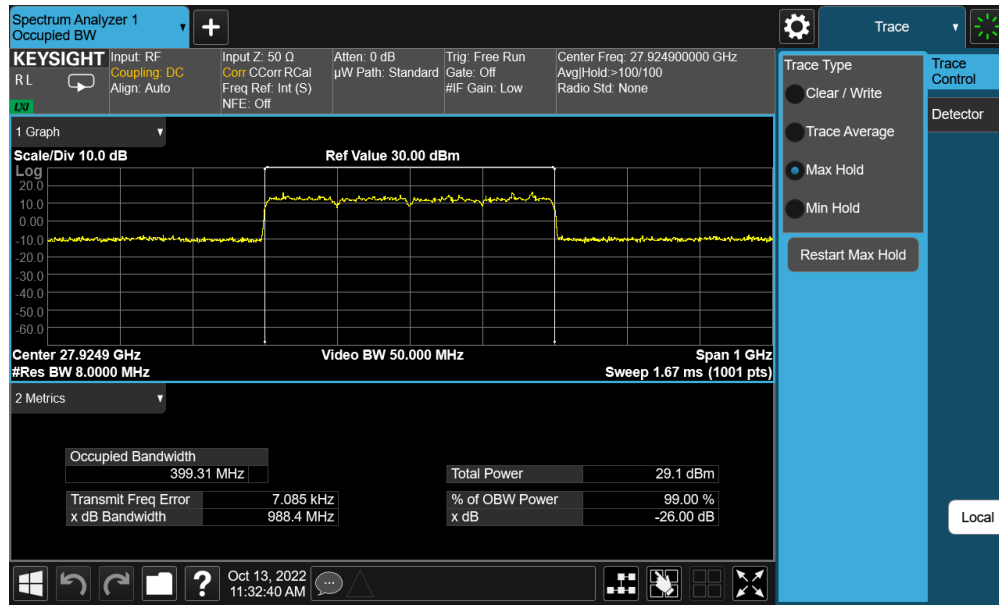 Spectrum Analyzer 1
Occupied BW
+
Trace
KEYSIGHT
R L
LXI
Input: RF
Coupling: DC
Align: Auto
Input Z: 50 Ω
Corr CCorr RCal
Freq Ref: Int (S)
NFE: Off
Atten: 0 dB
µW Path: Standard
Trig: Free Run
Gate: Off
#IF Gain: Low
Center Freq: 27.924900000 GHz
Avg|Hold:>100/100
Radio Std: None
1 Graph
Scale/Div 10.0 dB
Ref Value 30.00 dBm
Log
20.0
10.0
0.00
-10.0
-20.0
-30.0
-40.0
-50.0
-60.0
Center 27.9249 GHz
Video BW 50.000 MHz
Span 1 GHz
#Res BW 8.0000 MHz
Sweep 1.67 ms (1001 pts)
2 Metrics
Occupied Bandwidth
399.31 MHz
Total Power 29.1 dBm
Transmit Freq Error 7.085 kHz
% of OBW Power 99.00 %
x dB Bandwidth 988.4 MHz
x dB -26.00 dB
Trace Type
Clear / Write
Trace Average
Max Hold
Min Hold
Restart Max Hold
Trace
Control
Detector
Local
?
Oct 13, 2022
11:32:40 AM